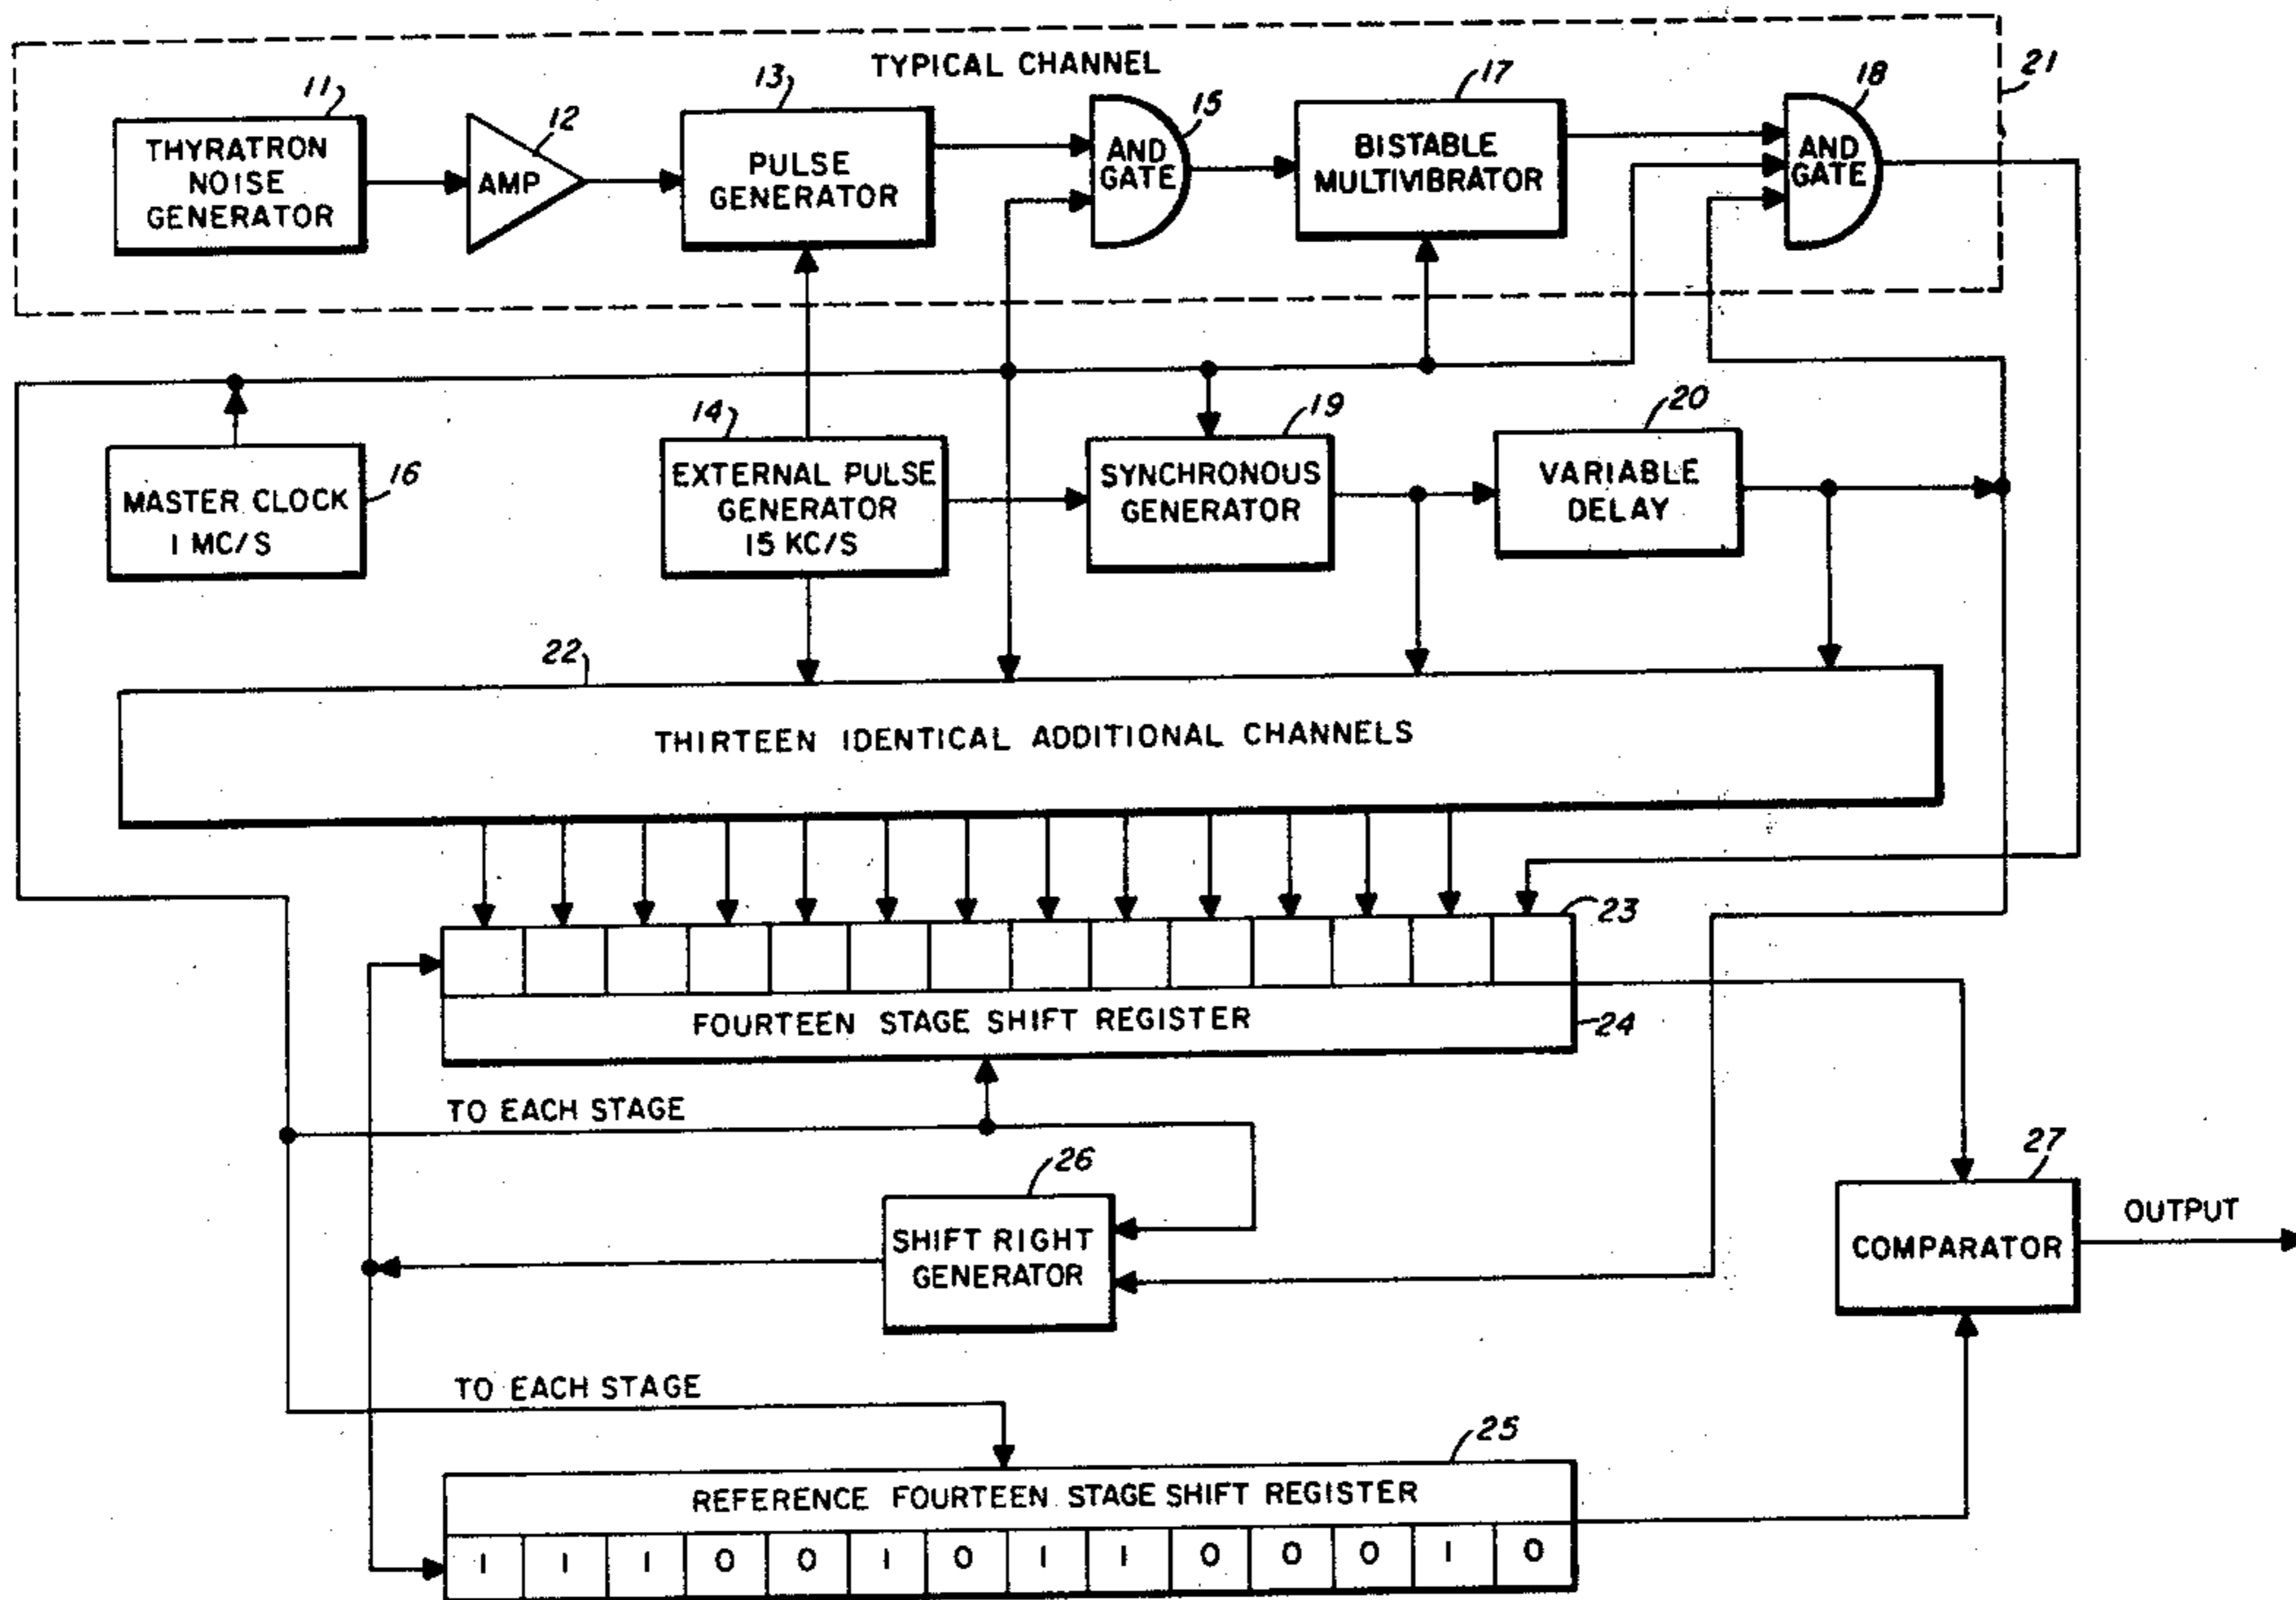 TYPICAL CHANNEL
11
THYRATRON
NOISE
GENERATOR
12
AMP
13
PULSE
GENERATOR
15
AND
GATE
17
BISTABLE
MULTIVIBRATOR
18
AND
GATE
21
MASTER CLOCK
1 MC/S
16
14
EXTERNAL PULSE
GENERATOR
15 KC/S
19
SYNCHRONOUS
GENERATOR
20
VARIABLE
DELAY
22
THIRTEEN IDENTICAL ADDITIONAL CHANNELS
23
FOURTEEN STAGE SHIFT REGISTER
24
TO EACH STAGE
26
SHIFT RIGHT
GENERATOR
27
COMPARATOR
OUTPUT
TO EACH STAGE
25
REFERENCE FOURTEEN STAGE SHIFT REGISTER
1 1 1 0 0 1 0 1 1 0 0 0 1 0